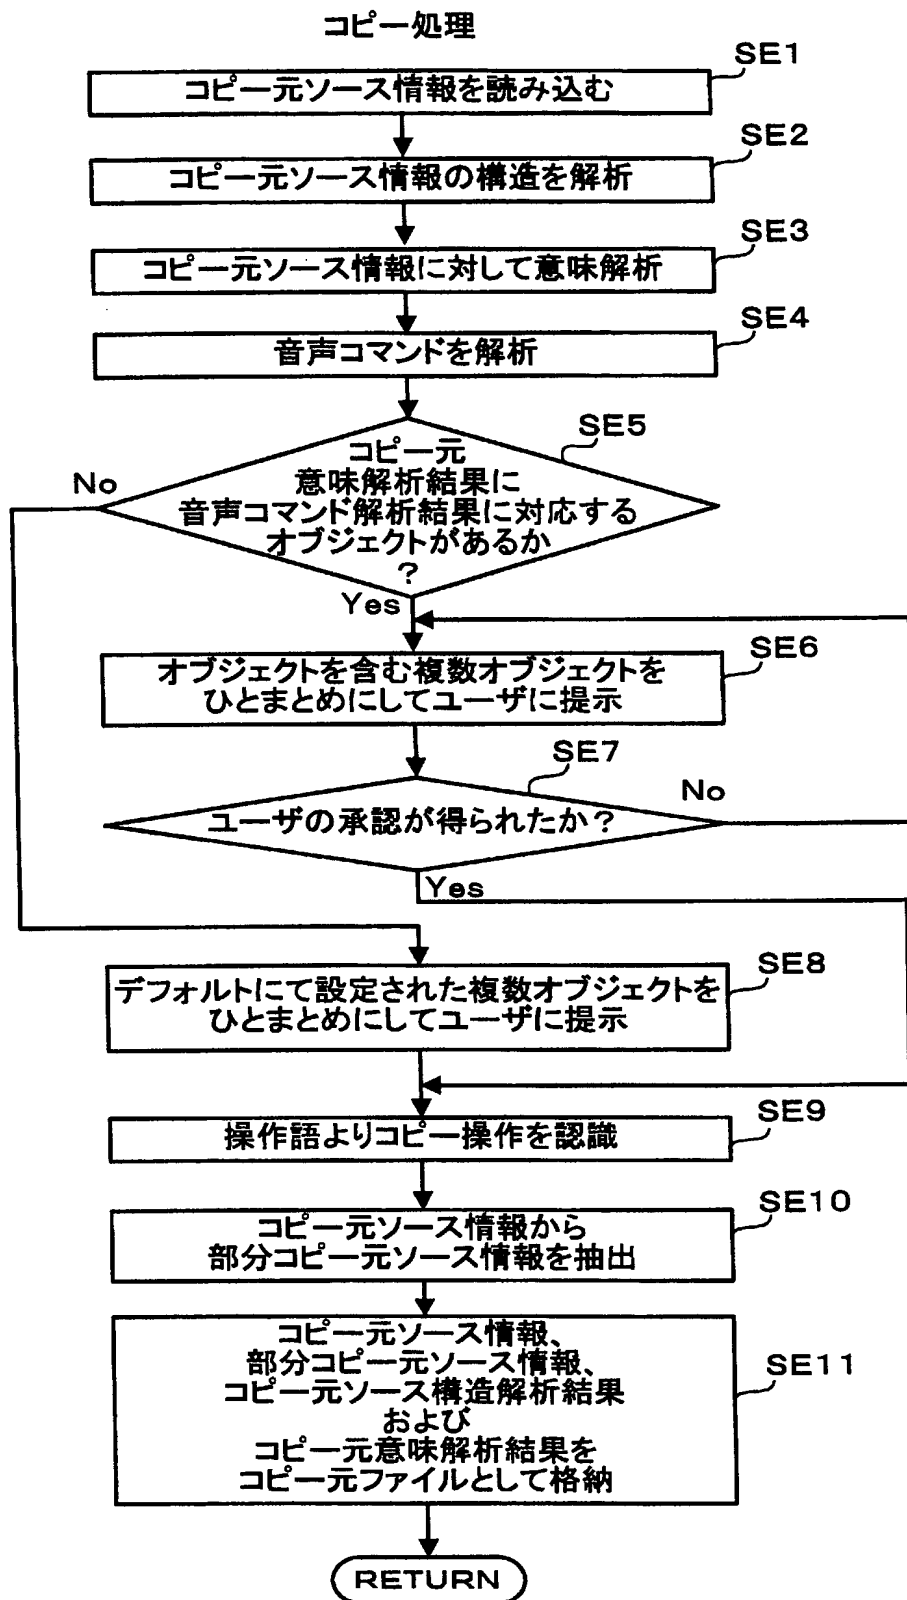 コピー処理
SE1
コピー元ソース情報を読み込む
SE2
コピー元ソース情報の構造を解析
SE3
コピー元ソース情報に対して意味解析
SE4
音声コマンドを解析
SE5
コピー元
意味解析結果に
音声コマンド解析結果に対応する
オブジェクトがあるか
?
No
Yes
SE6
オブジェクトを含む複数オブジェクトを
ひとまとめにしてユーザに提示
SE7
ユーザの承認が得られたか?
No
Yes
SE8
デフォルトにて設定された複数オブジェクトを
ひとまとめにしてユーザに提示
SE9
操作語よりコピー操作を認識
SE10
コピー元ソース情報から
部分コピー元ソース情報を抽出
SE11
コピー元ソース情報、
部分コピー元ソース情報、
コピー元ソース構造解析結果
および
コピー元意味解析結果を
コピー元ファイルとして格納
RETURN